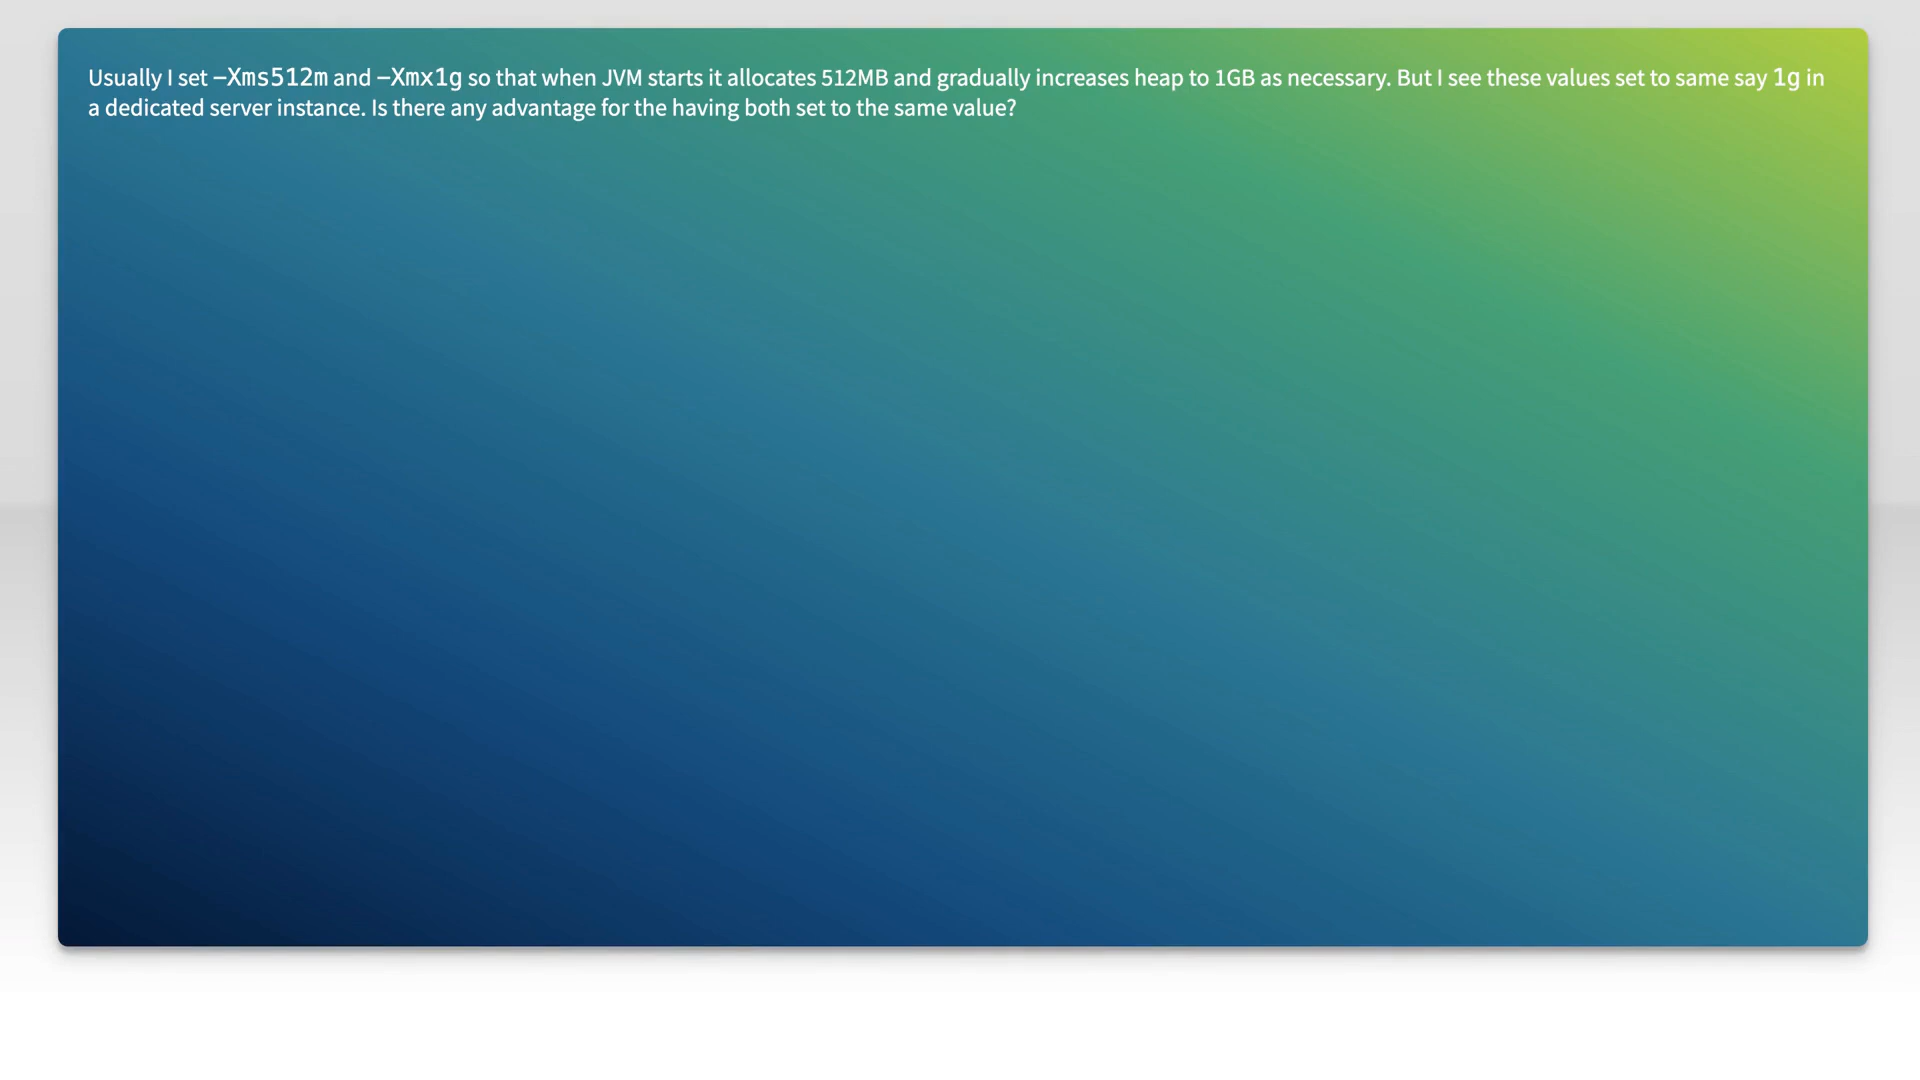 Usually I set –Xms512m and –Xmx1g so that when JVM starts it allocates 512MB and gradually increases heap to 1GB as necessary. But I see these values set to same say 1g in
a dedicated server instance. Is there any advantage for the having both set to the same value?